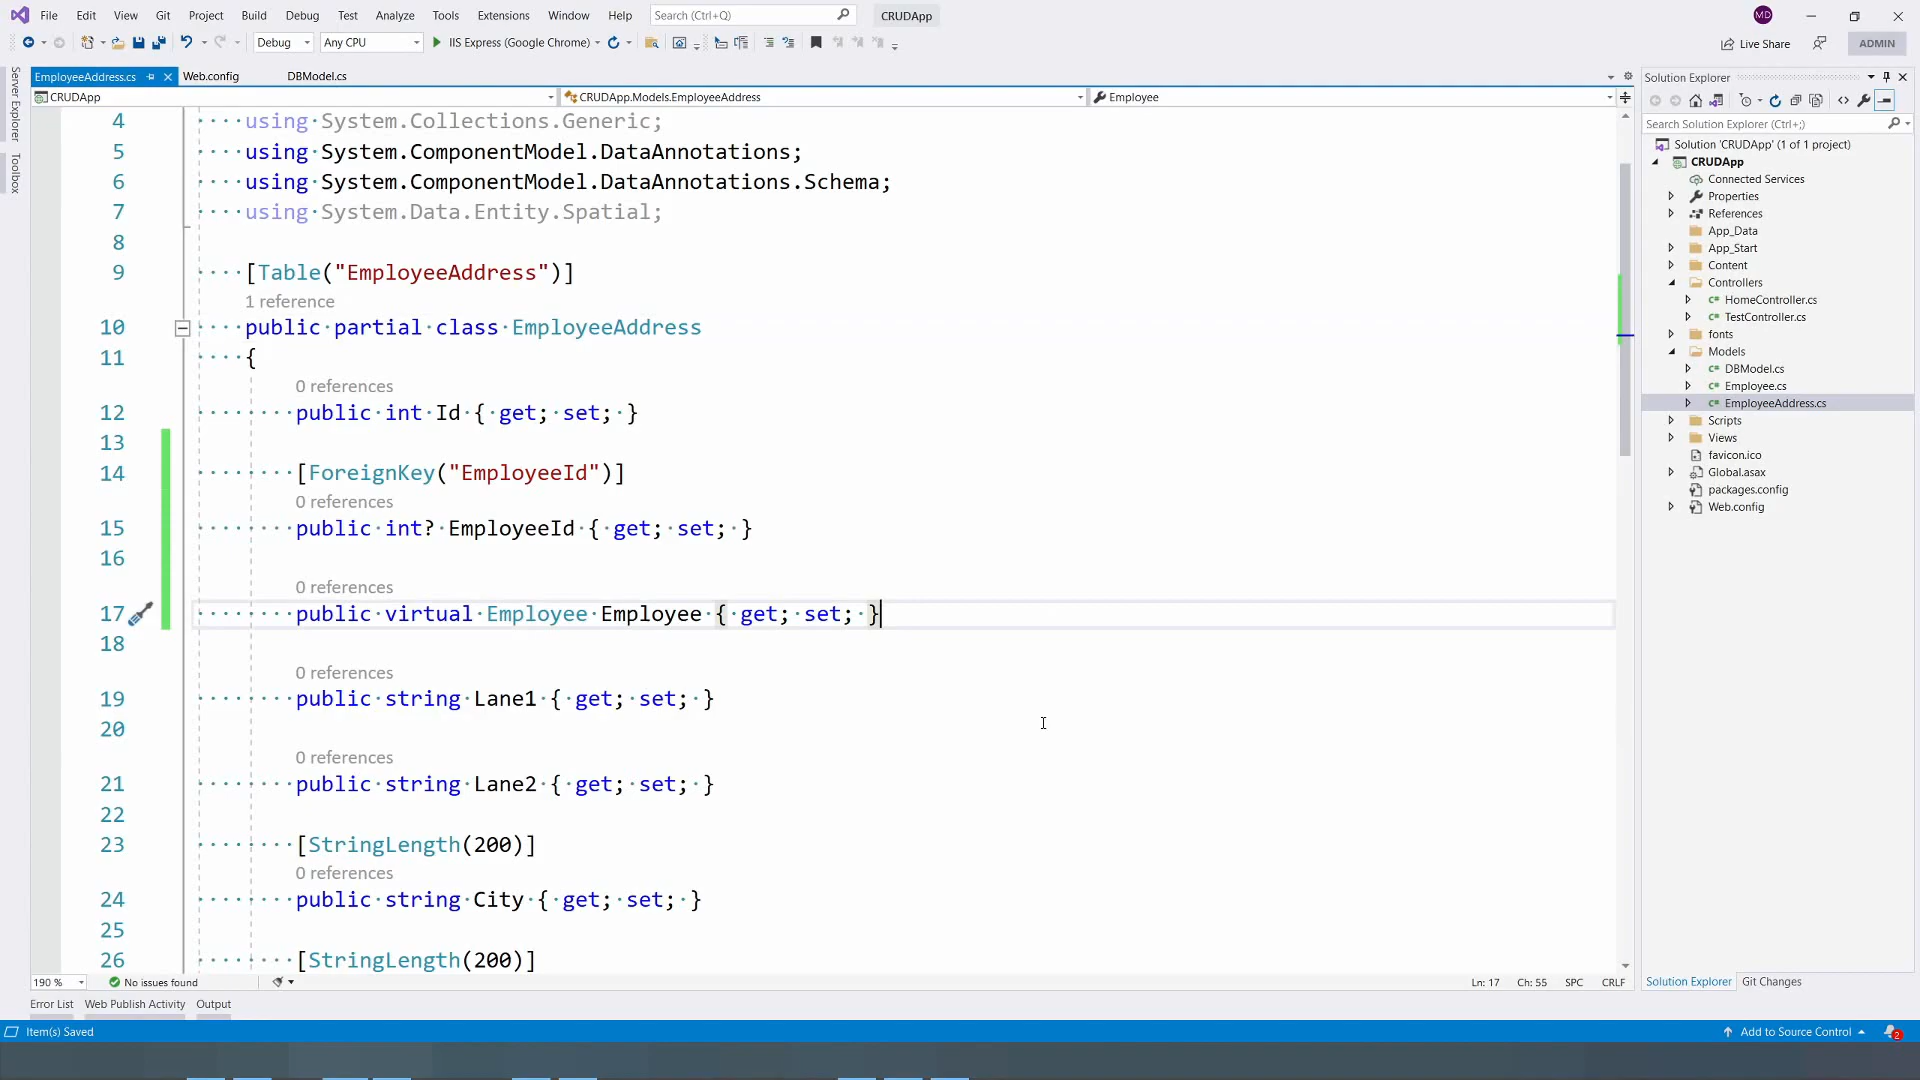 File Edit View Git Project Build Debug Test Analyze Tools Extensions Window Help Search (Ctrl+Q) CRUDApp MD
Debug Any CPU IIS Express (Google Chrome) Live Share ADMIN
Server Explorer
Toolbox
EmployeeAddress.cs Web.config DBModel.cs
CRUDApp CRUDApp.Models.EmployeeAddress Employee
4 using System.Collections.Generic;
5 using System.ComponentModel.DataAnnotations;
6 using System.ComponentModel.DataAnnotations.Schema;
7 using System.Data.Entity.Spatial;
8
9 [Table("EmployeeAddress")]
1 reference
10 public partial class EmployeeAddress
11 {
0 references
12 public int Id { get; set; }
13
14 [ForeignKey("EmployeeId")]
0 references
15 public int? EmployeeId { get; set; }
16
0 references
17 public virtual Employee Employee { get; set; }
18
0 references
19 public string Lane1 { get; set; }
20
0 references
21 public string Lane2 { get; set; }
22
23 [StringLength(200)]
0 references
24 public string City { get; set; }
25
26 [StringLength(200)]
190 % No issues found Ln: 17 Ch: 55 SPC CRLF
Error List Web Publish Activity Output
Item(s) Saved Add to Source Control 2
Solution Explorer
Search Solution Explorer (Ctrl+;)
Solution 'CRUDApp' (1 of 1 project)
CRUDApp
Connected Services
Properties
References
App_Data
App_Start
Content
Controllers
HomeController.cs
TestController.cs
fonts
Models
DBModel.cs
Employee.cs
EmployeeAddress.cs
Scripts
Views
favicon.ico
Global.asax
packages.config
Web.config
Solution Explorer Git Changes